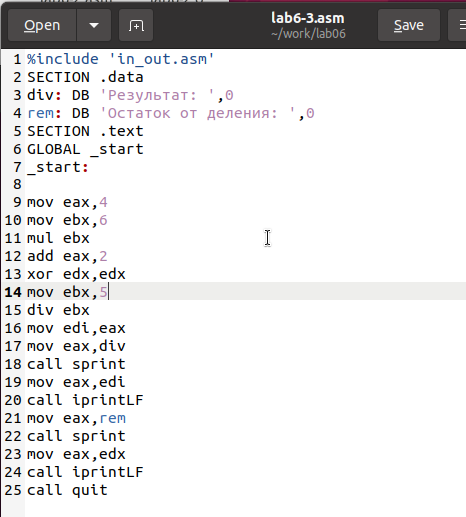 Open
lab6-3.asm
~/work/lab06
Save
1 %include 'in_out.asm'
2 SECTION .data
3 div: DB 'Результат: ',0
4 rem: DB 'Остаток от деления: ',0
5 SECTION .text
6 GLOBAL _start
7 _start:
8
9 mov eax,4
10 mov ebx,6
11 mul ebx
12 add eax,2
13 xor edx,edx
14 mov ebx,5
15 div ebx
16 mov edi,eax
17 mov eax,div
18 call sprint
19 mov eax,edi
20 call iprintLF
21 mov eax,rem
22 call sprint
23 mov eax,edx
24 call iprintLF
25 call quit